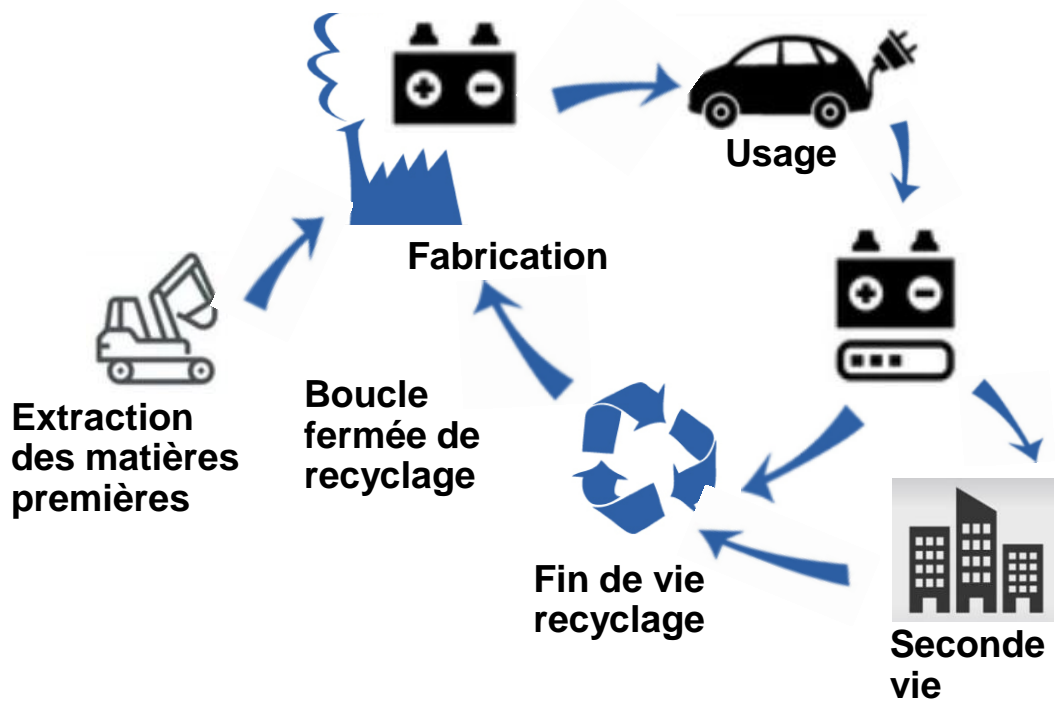 Usage
Fabrication
Extraction
des matières
premières
Boucle
fermée de
recyclage
Fin de vie
recyclage
Seconde
vie